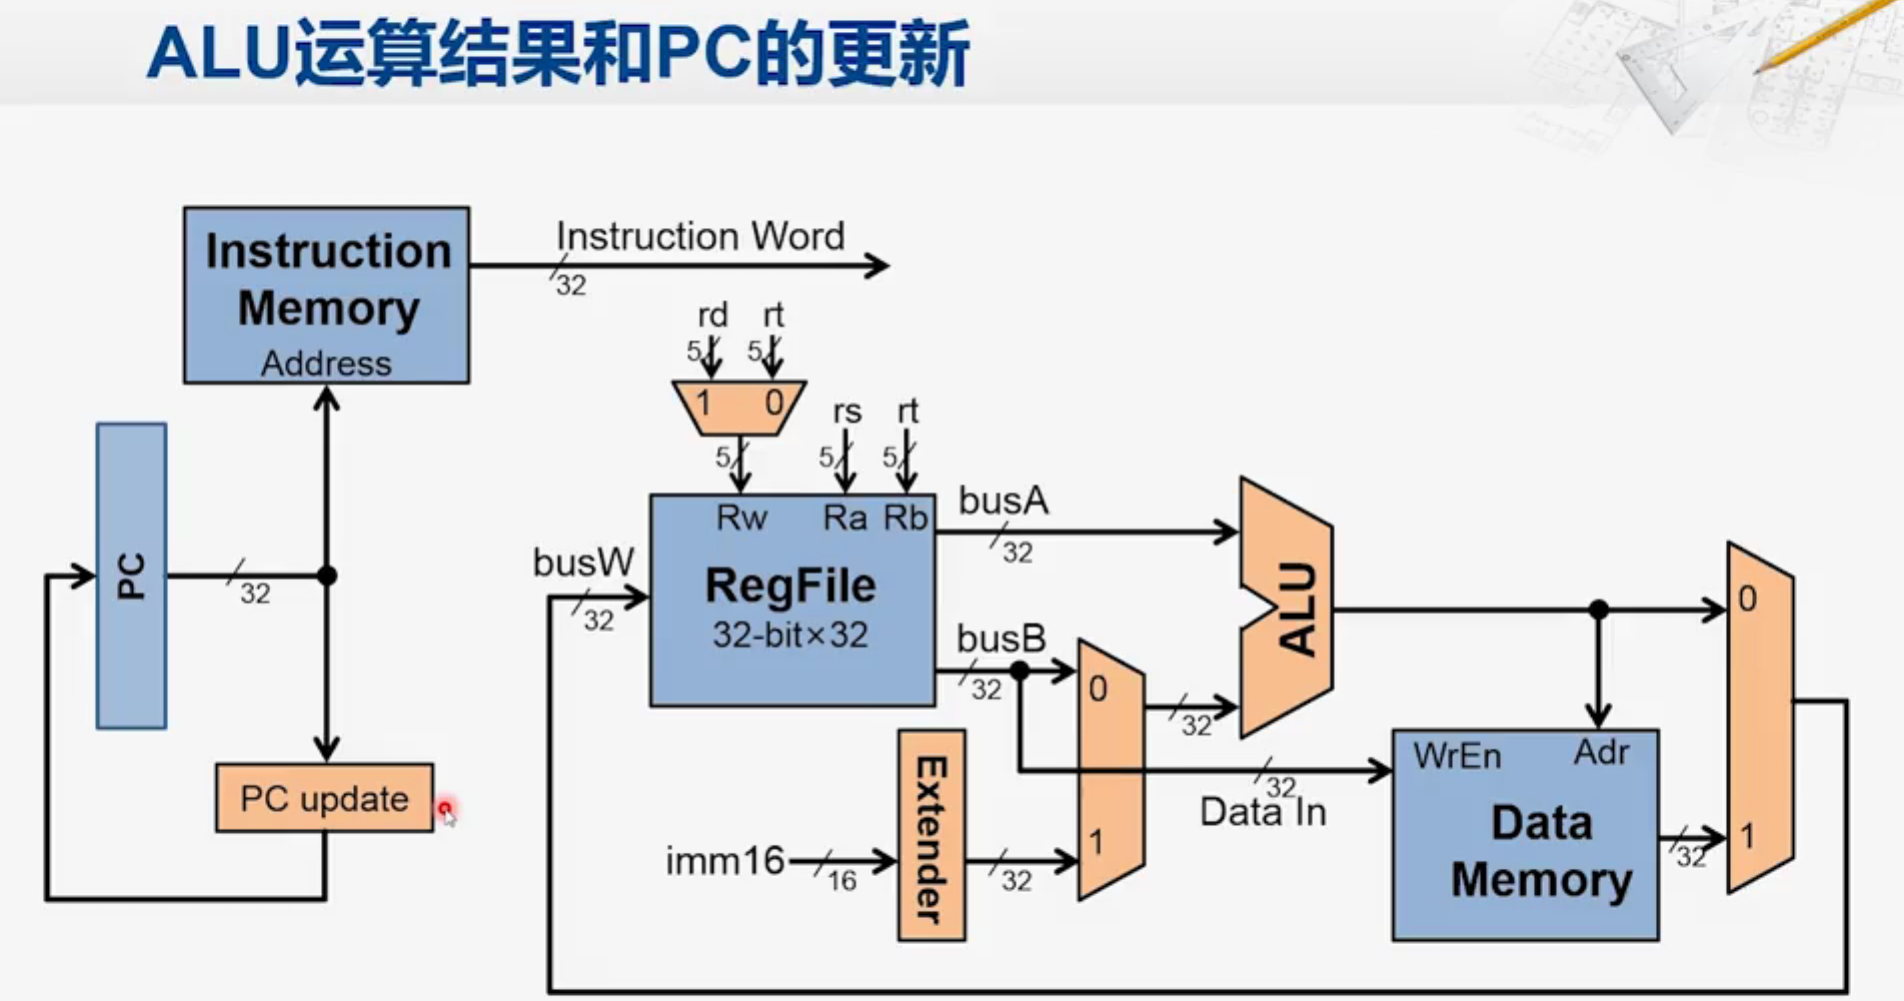 ALU运算结果和PC的更新
Instruction
Memory
Address
Instruction Word
32
rd rt
5 5
1 0
rs rt
5 5 5
PC
32
Rw Ra Rb
busA
32
busW
32
RegFile
32-bit×32
busB
32
ALU
0
0
32
PC update
Extender
WrEn Adr
32
Data In
Data
Memory
32
1
1
imm16
16
32